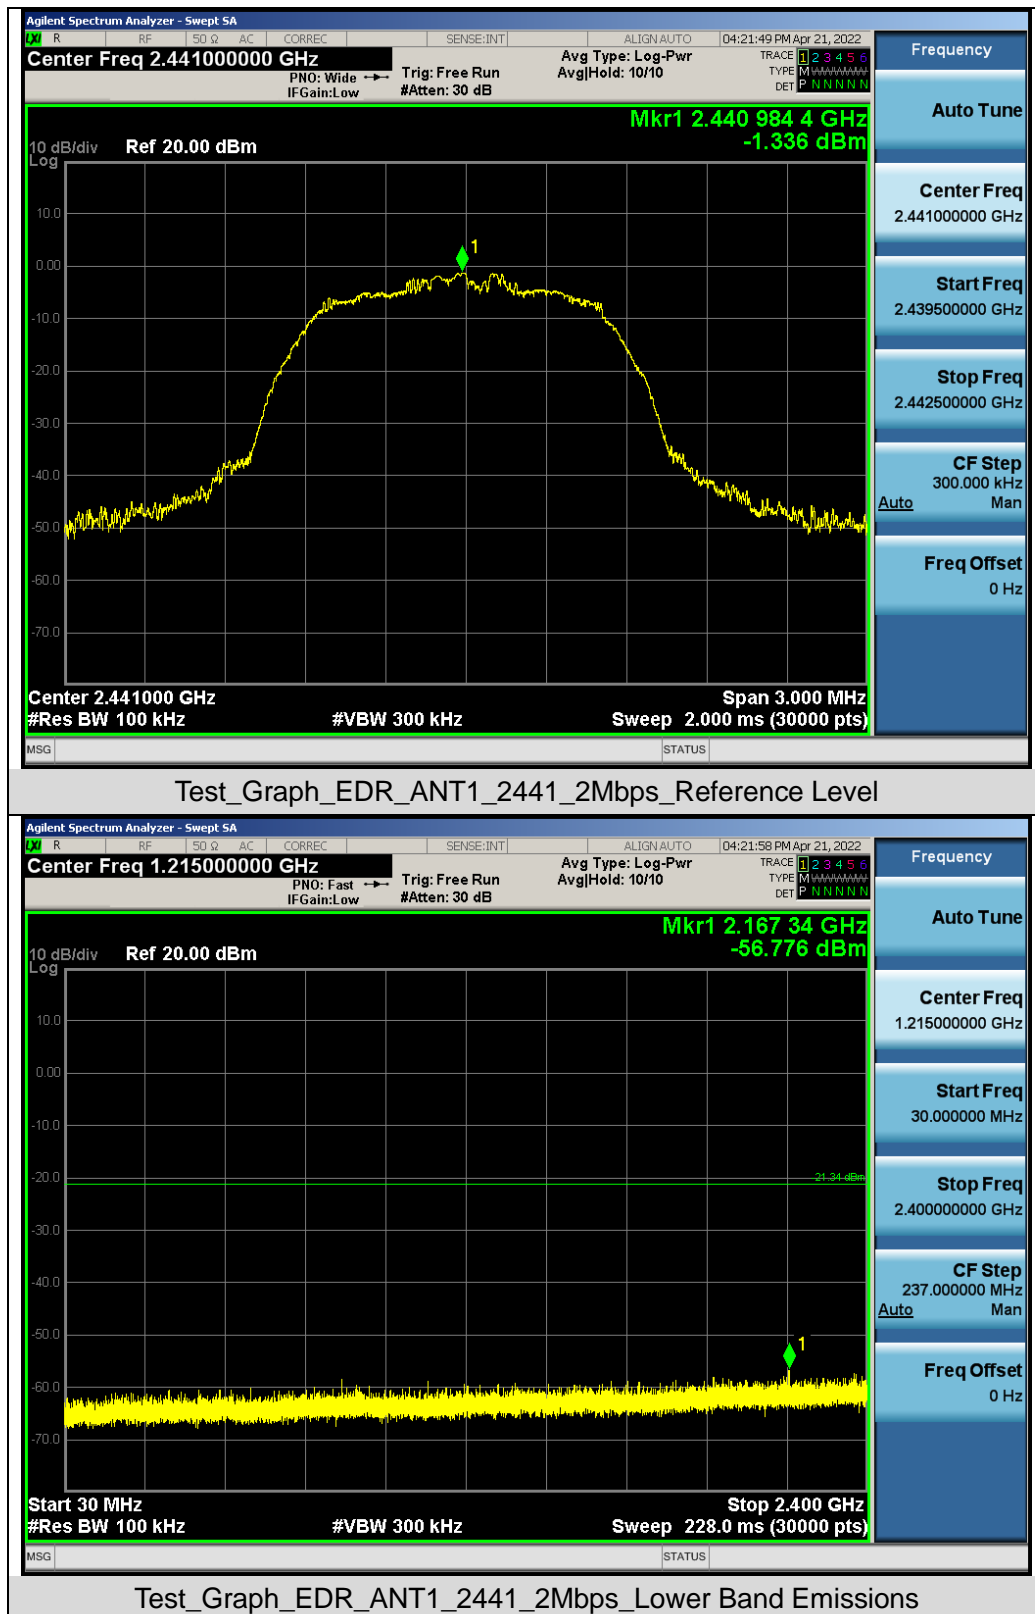 Agilent Spectrum Analyzer - Swept SA
LXI R RF 50 Ω AC CORREC SENSE:INT ALIGN AUTO 04:21:49 PM Apr 21, 2022
Center Freq 2.441000000 GHz
PNO: Wide
IFGain:Low
Trig: Free Run
#Atten: 30 dB
Avg Type: Log-Pwr
Avg|Hold: 10/10
TRACE 1 2 3 4 5 6
TYPE M
DET P N N N N N
Frequency
Auto Tune
Center Freq
2.441000000 GHz
Start Freq
2.439500000 GHz
Stop Freq
2.442500000 GHz
CF Step
300.000 kHz
Auto Man
Freq Offset
0 Hz
Mkr1 2.440 984 4 GHz
-1.336 dBm
10 dB/div Ref 20.00 dBm
Log
10.0
1
0.00
-10.0
-20.0
-30.0
-40.0
-50.0
-60.0
-70.0
Center 2.441000 GHz Span 3.000 MHz
#Res BW 100 kHz #VBW 300 kHz Sweep 2.000 ms (30000 pts)
MSG STATUS
Test_Graph_EDR_ANT1_2441_2Mbps_Reference Level
Agilent Spectrum Analyzer - Swept SA
LXI R RF 50 Ω AC CORREC SENSE:INT ALIGN AUTO 04:21:58 PM Apr 21, 2022
Center Freq 1.215000000 GHz
PNO: Fast
IFGain:Low
Trig: Free Run
#Atten: 30 dB
Avg Type: Log-Pwr
Avg|Hold: 10/10
TRACE 1 2 3 4 5 6
TYPE M
DET P N N N N N
Frequency
Auto Tune
Center Freq
1.215000000 GHz
Start Freq
30.000000 MHz
Stop Freq
2.400000000 GHz
CF Step
237.000000 MHz
Auto Man
Freq Offset
0 Hz
Mkr1 2.167 34 GHz
-56.776 dBm
10 dB/div Ref 20.00 dBm
Log
10.0
0.00
-10.0
-20.0
-21.34 dBm
-30.0
-40.0
-50.0
1
-60.0
-70.0
Start 30 MHz Stop 2.400 GHz
#Res BW 100 kHz #VBW 300 kHz Sweep 228.0 ms (30000 pts)
MSG STATUS
Test_Graph_EDR_ANT1_2441_2Mbps_Lower Band Emissions